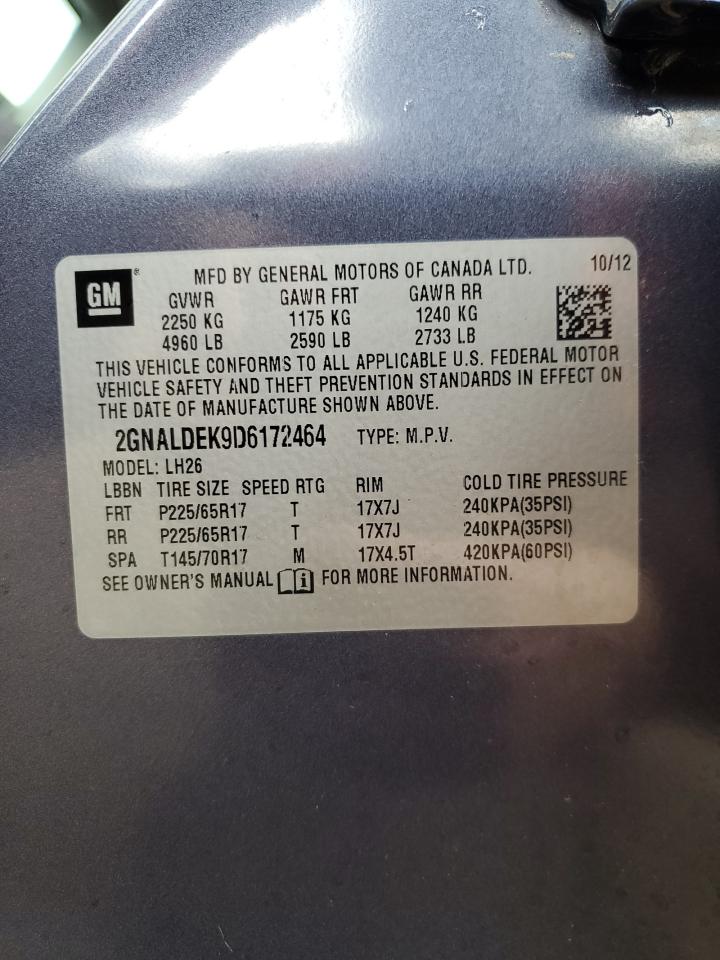 GM ® MFD BY GENERAL MOTORS OF CANADA LTD. 10/12
GVWR GAWR FRT GAWR RR
2250 KG 1175 KG 1240 KG
4960 LB 2590 LB 2733 LB
THIS VEHICLE CONFORMS TO ALL APPLICABLE U.S. FEDERAL MOTOR
VEHICLE SAFETY AND THEFT PREVENTION STANDARDS IN EFFECT ON
THE DATE OF MANUFACTURE SHOWN ABOVE.
2GNALDEK9D6172464 TYPE: M.P.V.
MODEL: LH26
LBBN TIRE SIZE SPEED RTG RIM COLD TIRE PRESSURE
FRT P225/65R17 T 17X7J 240KPA(35PSI)
RR P225/65R17 T 17X7J 240KPA(35PSI)
SPA T145/70R17 M 17X4.5T 420KPA(60PSI)
SEE OWNER'S MANUAL i FOR MORE INFORMATION.